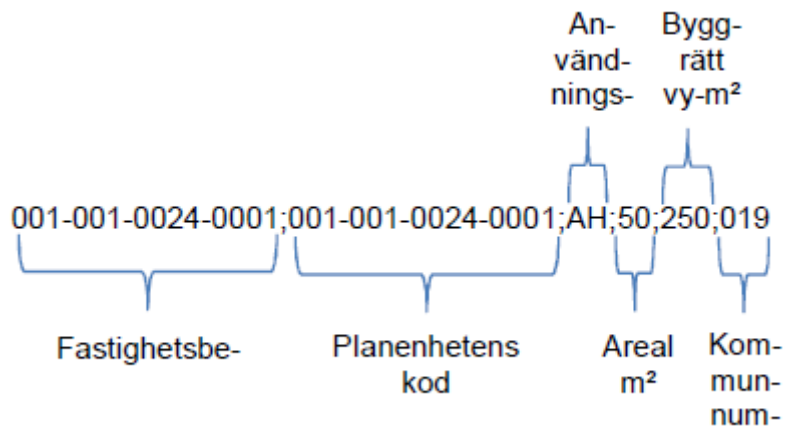 An-
vänd-
nings-
Bygg-
rätt
vy-m²
001-001-0024-0001;001-001-0024-0001;AH;50;250;019
Fastighetsbe-
Planenhetens
kod
Areal
m²
Kom-
mun-
num-